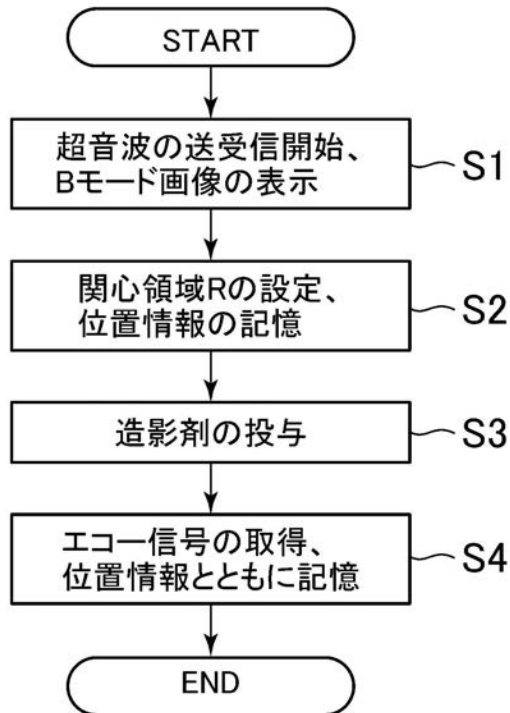 START
超音波の送受信開始、
Bモード画像の表示
S1
関心領域Rの設定、
位置情報の記憶
S2
造影剤の投与
S3
エコー信号の取得、
位置情報とともに記憶
S4
END